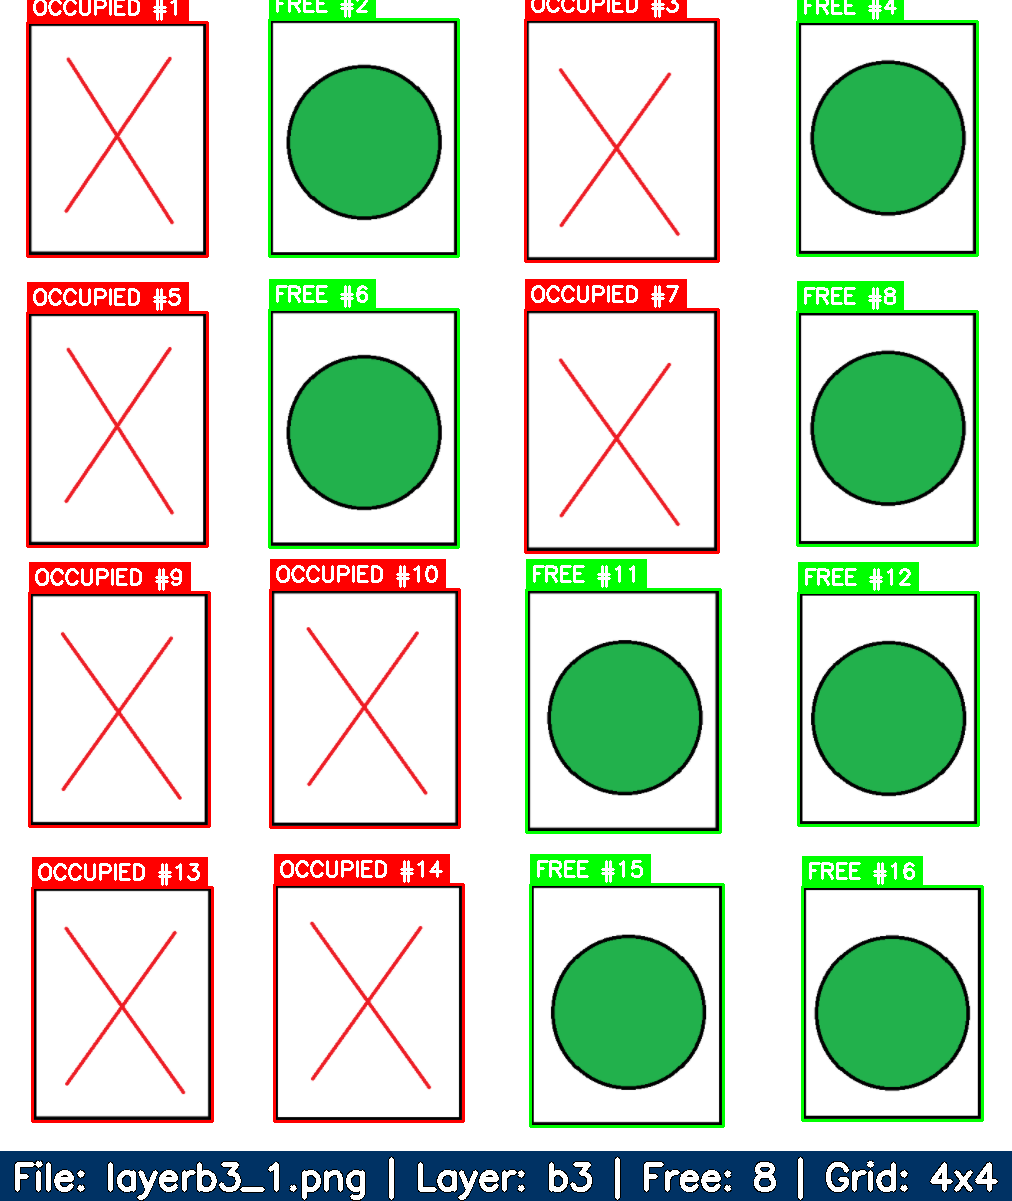 OCCUPIED #1 FREE #2 OCCUPIED #3 FREE #4
OCCUPIED #5 FREE #6 OCCUPIED #7 FREE #8
OCCUPIED #9 OCCUPIED #10 FREE #11 FREE #12
OCCUPIED #13 OCCUPIED #14 FREE #15 FREE #16
File: layerb3_1.png | Layer: b3 | Free: 8 | Grid: 4x4